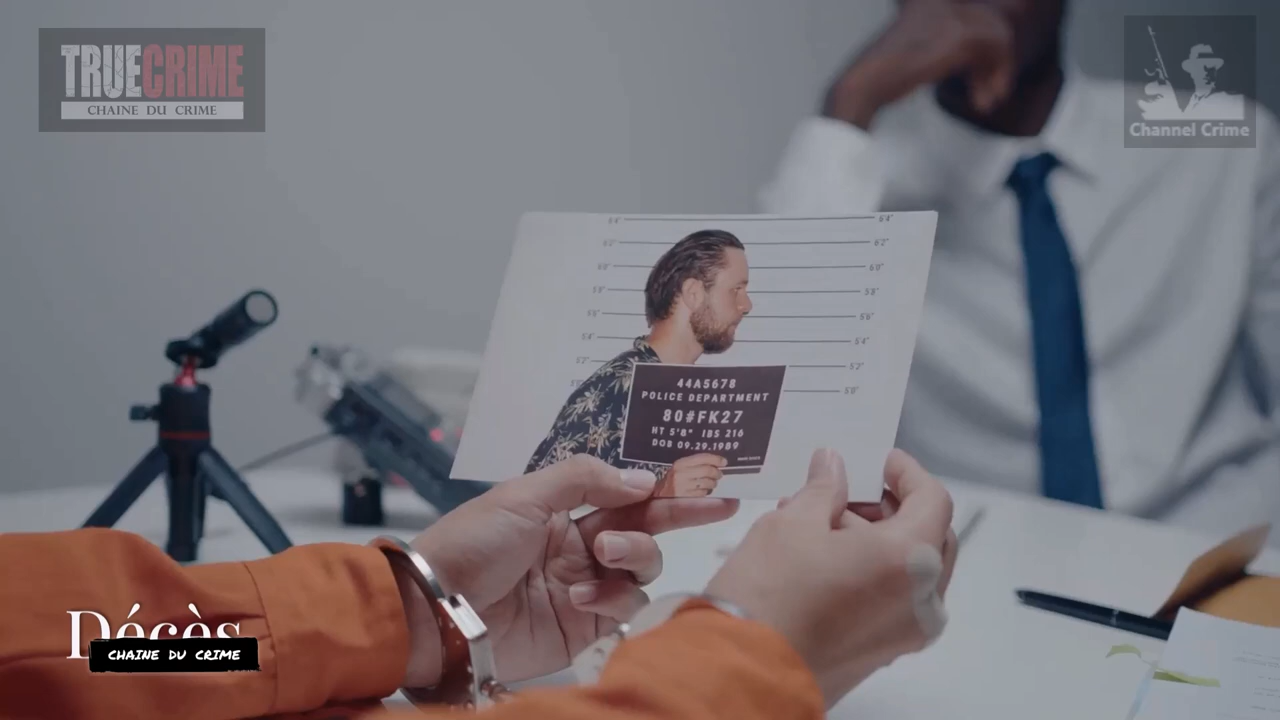 TRUECRIME
CHAINE DU CRIME
Channel Crime
6'4"
6'2"
6'0"
5'8"
5'6"
5'4"
5'2"
5'0"
44A5678
POLICE DEPARTMENT
80#FK27
HT 5'8" IBS 216
DOB 09.29.1989
Décès
CHAINE DU CRIME